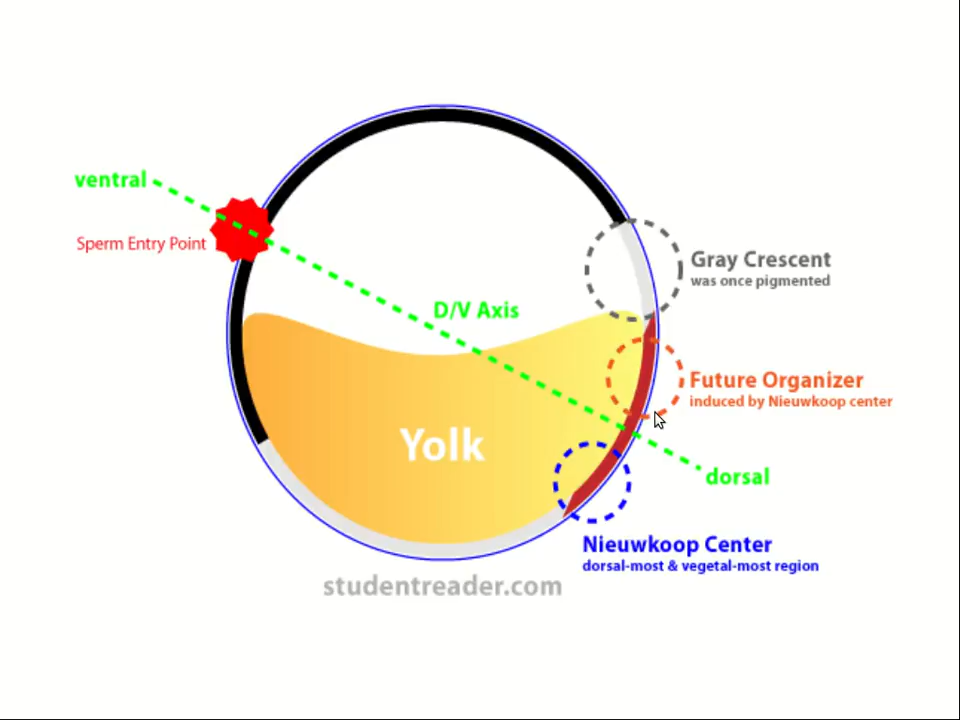 ventral
Sperm Entry Point
Gray Crescent
was once pigmented
D/V Axis
Future Organizer
induced by Nieuwkoop center
Yolk
dorsal
Nieuwkoop Center
dorsal-most & vegetal-most region
studentreader.com